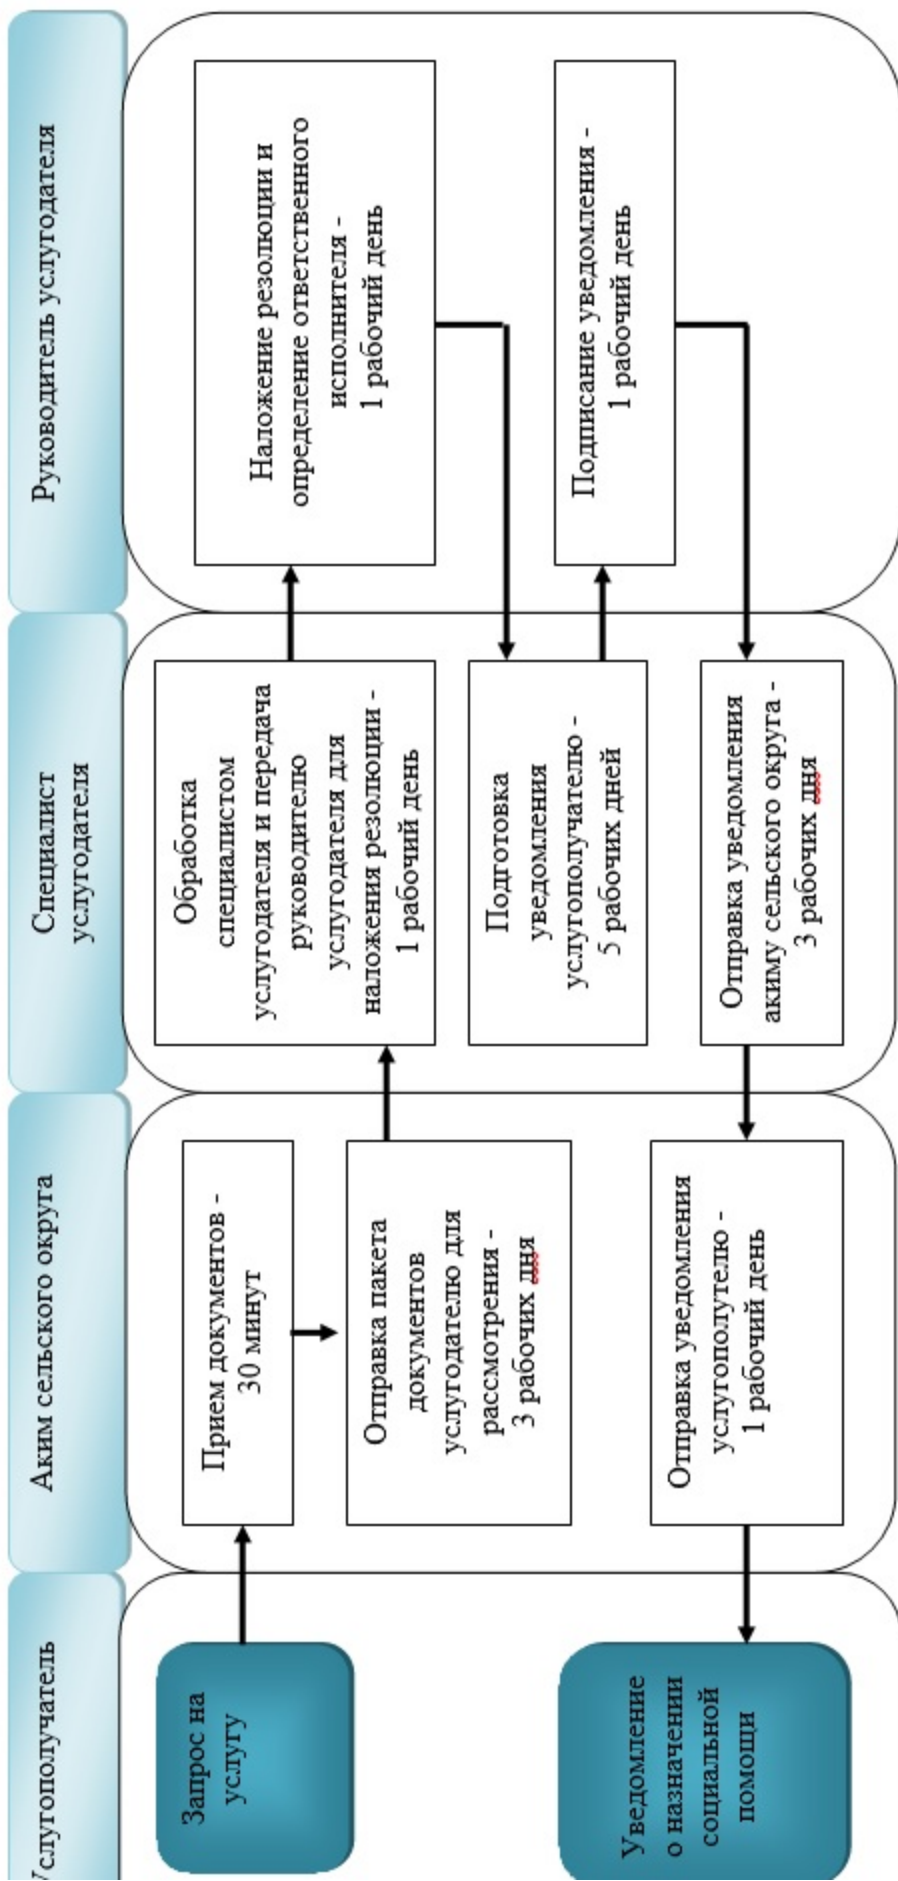 Услугополучатель
Аким сельского округа
Специалист
услугодателя
Руководитель услугодателя
Запрос на
услугу
Прием документов -
30 минут
Отправка пакета
документов
услугодателю для
рассмотрения -
3 рабочих дня
Обработка
специалистом
услугодателя и передача
руководителю
услугодателя для
наложения резолюции -
1 рабочий день
Наложение резолюции и
определение ответственного
исполнителя -
1 рабочий день
Подготовка
уведомления
услугополучателю -
5 рабочих дней
Подписание уведомления -
1 рабочий день
Отправка уведомления
акиму сельского округа -
3 рабочих дня
Отправка уведомления
услугополутелю -
1 рабочий день
Уведомление
о назначении
социальной
помощи